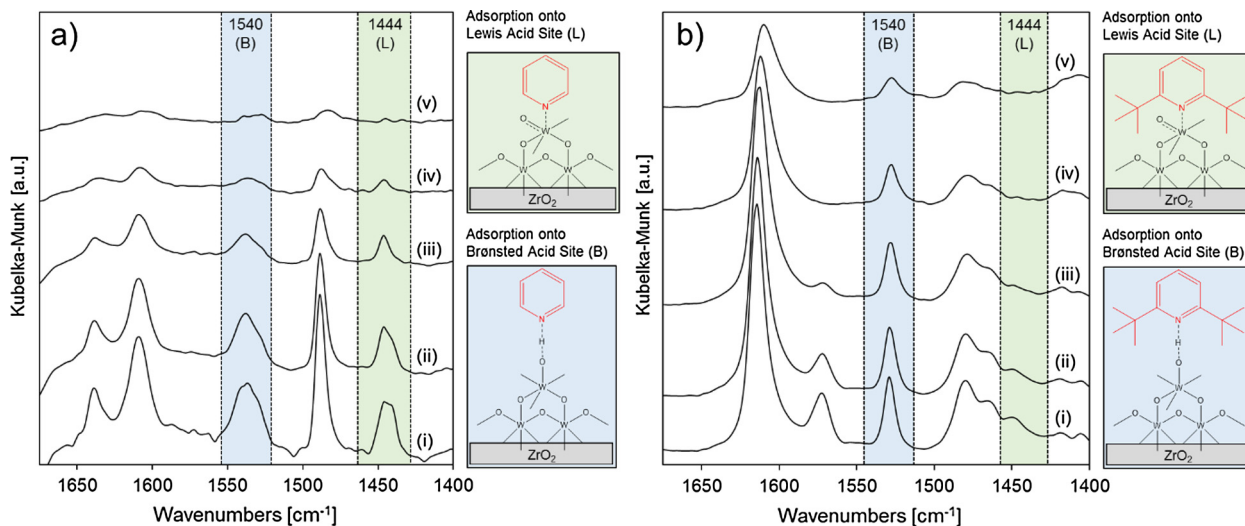 a)
1540
(B)
1444
(L)
(v)
(iv)
(iii)
(ii)
(i)
Kubelka-Munk [a.u.]
1650 1600 1550 1500 1450 1400
Wavenumbers [cm-1]
Adsorption onto
Lewis Acid Site (L)
N
O
W
O O
O O O
W W
ZrO2
Adsorption onto
Brønsted Acid Site (B)
N
H
O
W
O O
O O O
W W
ZrO2
b)
1540
(B)
1444
(L)
(v)
(iv)
(iii)
(ii)
(i)
Kubelka-Munk [a.u.]
1650 1600 1550 1500 1450 1400
Wavenumbers [cm-1]
Adsorption onto
Lewis Acid Site (L)
N
O
W
O O
O O O
W W
ZrO2
Adsorption onto
Brønsted Acid Site (B)
N
H
O
W
O O
O O O
W W
ZrO2